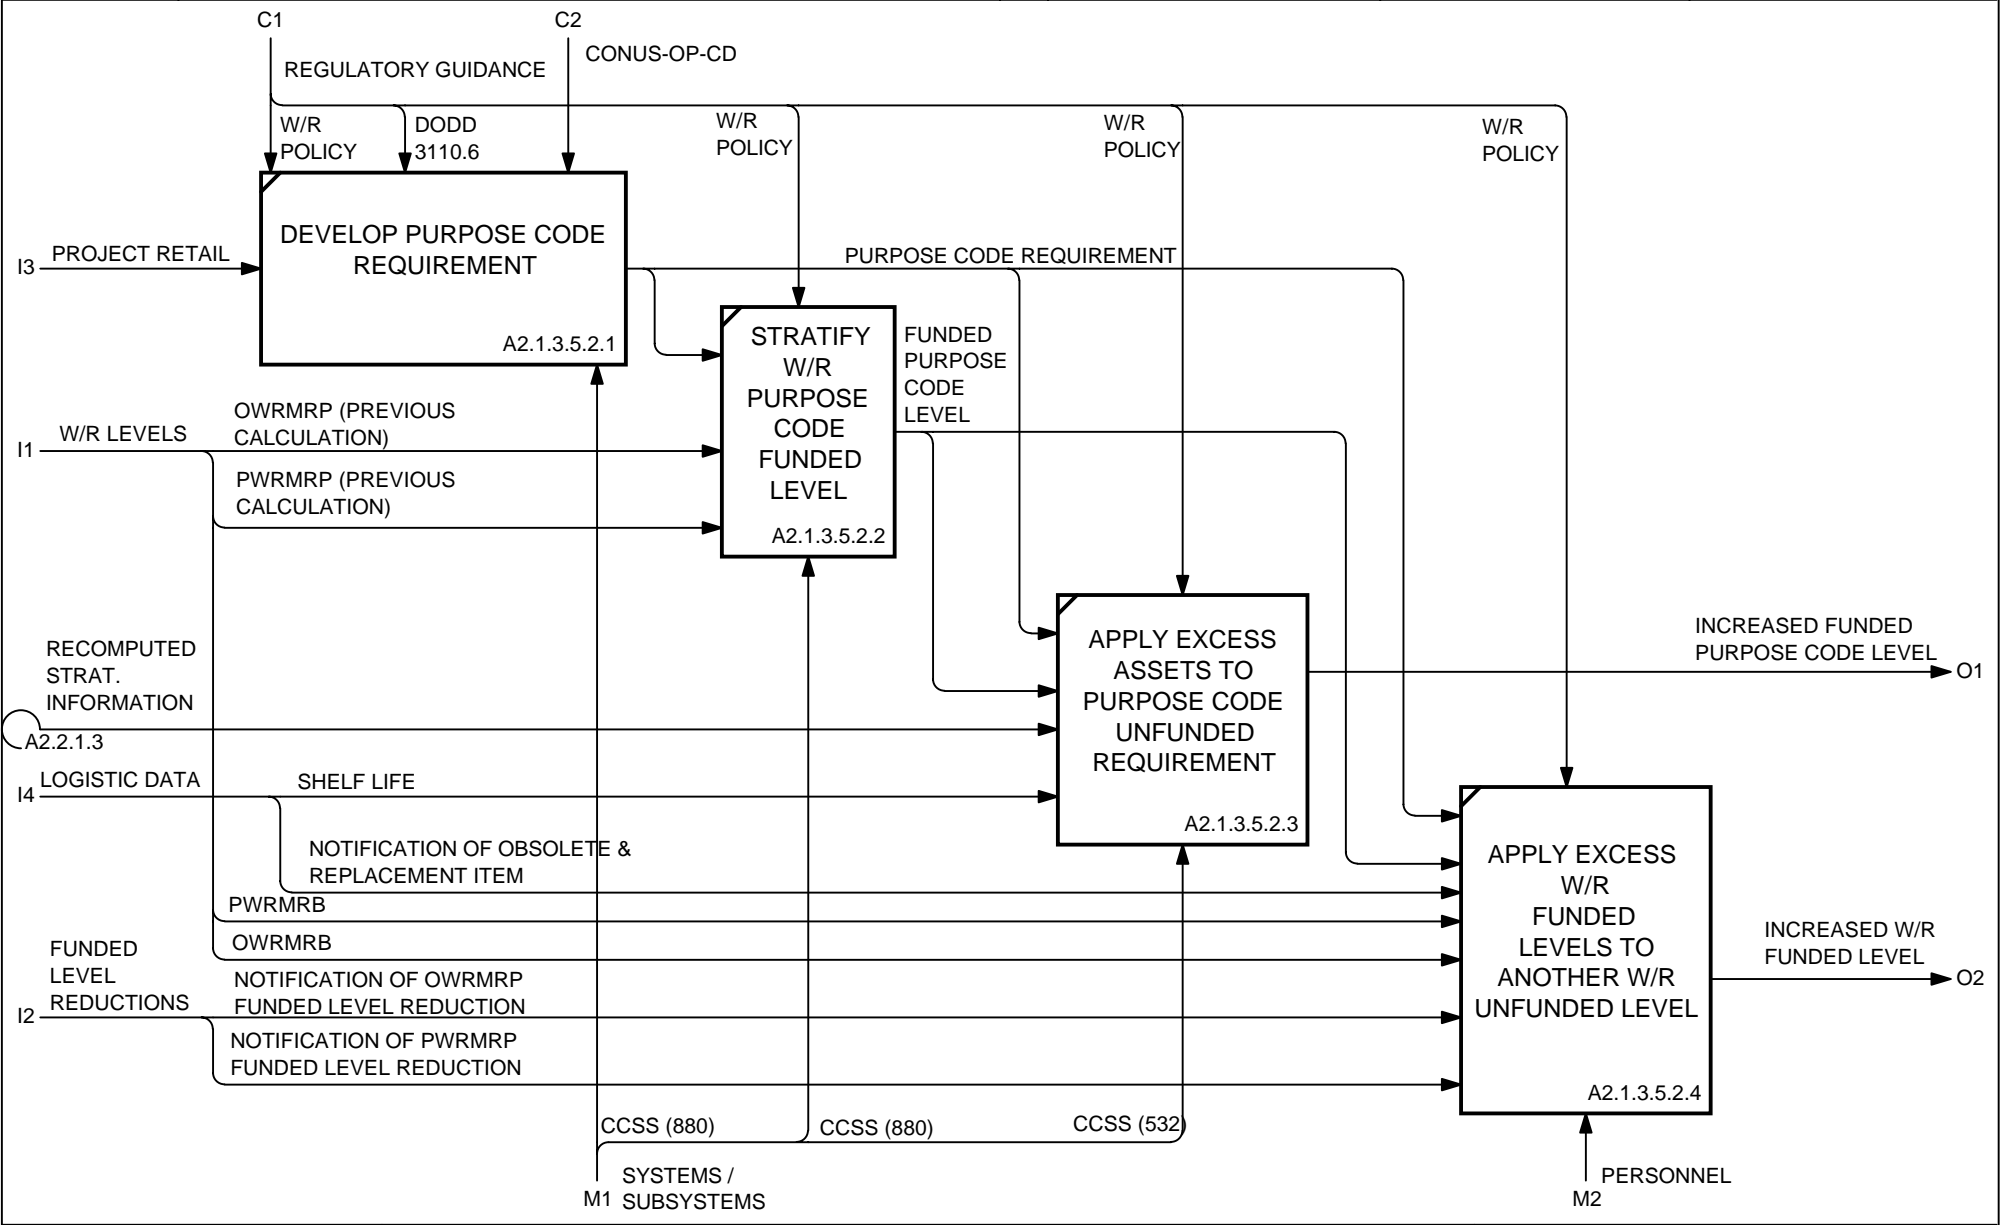 C1
C2
CONUS-OP-CD
REGULATORY GUIDANCE
W/R
POLICY
DODD
3110.6
W/R
POLICY
W/R
POLICY
W/R
POLICY
I3
PROJECT RETAIL
DEVELOP PURPOSE CODE
REQUIREMENT
A2.1.3.5.2.1
PURPOSE CODE REQUIREMENT
STRATIFY
W/R
PURPOSE
CODE
FUNDED
LEVEL
A2.1.3.5.2.2
FUNDED
PURPOSE
CODE
LEVEL
I1
W/R LEVELS
OWRMRP (PREVIOUS
CALCULATION)
PWRMRP (PREVIOUS
CALCULATION)
RECOMPUTED
STRAT.
INFORMATION
A2.2.1.3
APPLY EXCESS
ASSETS TO
PURPOSE CODE
UNFUNDED
REQUIREMENT
A2.1.3.5.2.3
INCREASED FUNDED
PURPOSE CODE LEVEL
O1
I4
LOGISTIC DATA
SHELF LIFE
NOTIFICATION OF OBSOLETE &
REPLACEMENT ITEM
PWRMRB
OWRMRB
APPLY EXCESS
W/R
FUNDED
LEVELS TO
ANOTHER W/R
UNFUNDED LEVEL
A2.1.3.5.2.4
INCREASED W/R
FUNDED LEVEL
O2
FUNDED
LEVEL
REDUCTIONS
I2
NOTIFICATION OF OWRMRP
FUNDED LEVEL REDUCTION
NOTIFICATION OF PWRMRP
FUNDED LEVEL REDUCTION
CCSS (880)
CCSS (880)
CCSS (532)
M1
SYSTEMS /
SUBSYSTEMS
PERSONNEL
M2